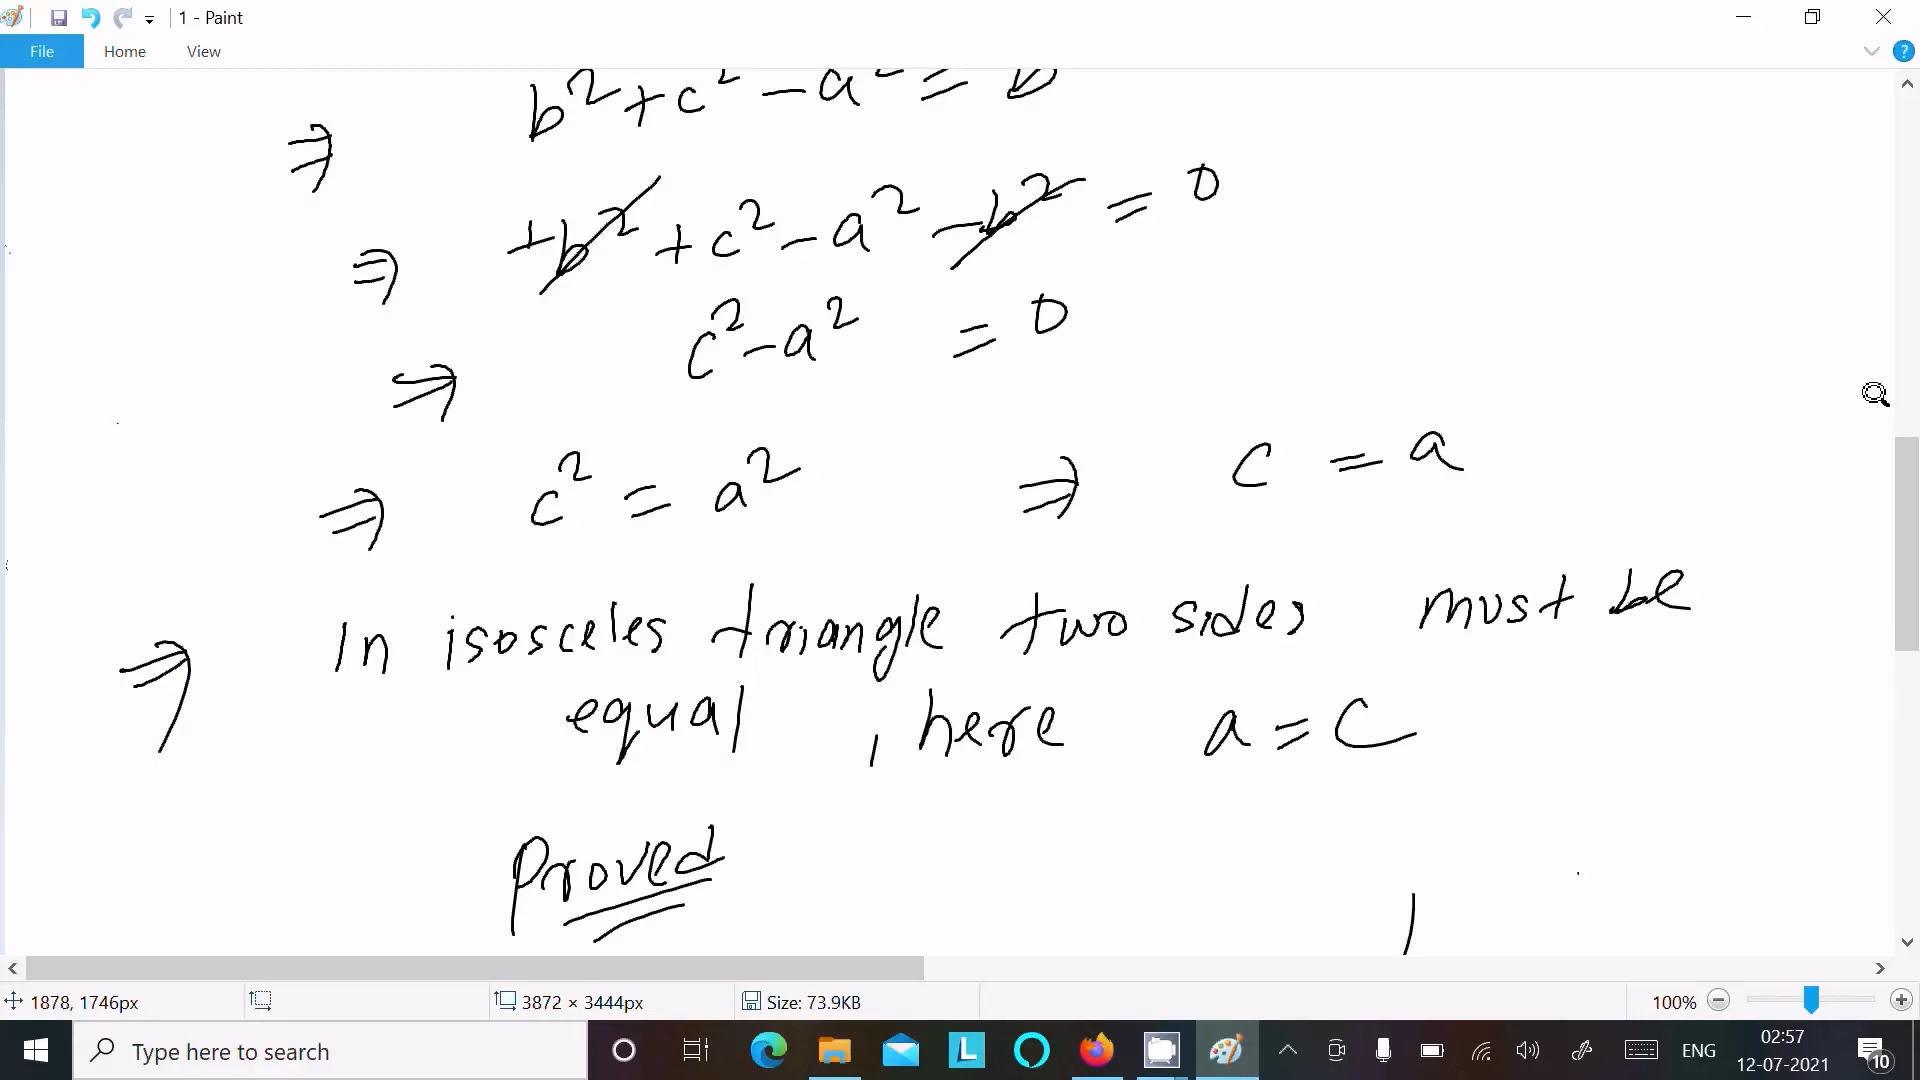 1 - Paint
File Home View
⇒ b² + c² - a² = b
⇒ +b² + c² - a² - b² = 0
⇒ c² - a² = 0
⇒ c² = a² ⇒ c = a
⇒ In isosceles triangle two sides must be
equal , here a = c
Proved
1878, 1746px 3872 × 3444px Size: 73.9KB 100%
Type here to search L ENG 02:57
12-07-2021 10